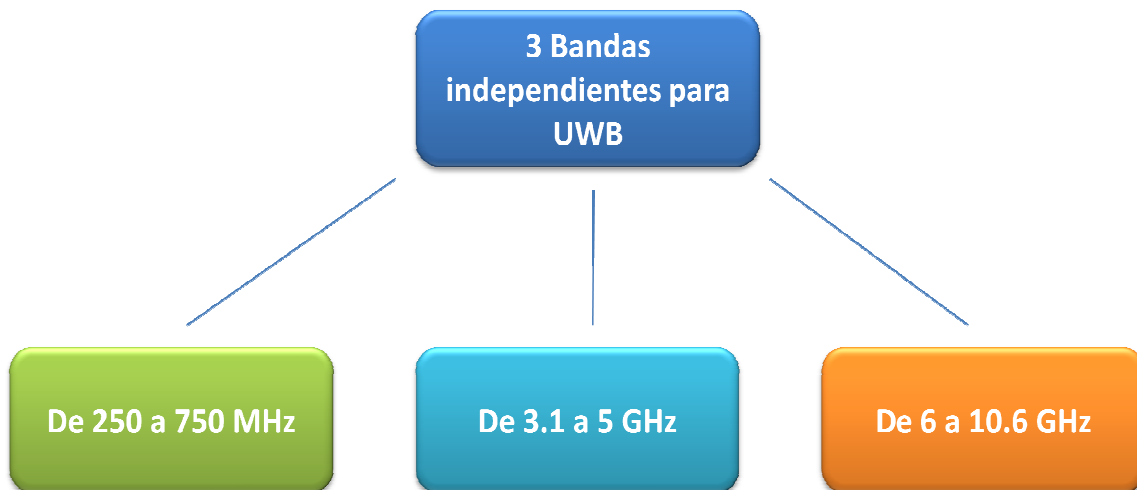 3 Bandas
independientes para
UWB
De 250 a 750 MHz
De 3.1 a 5 GHz
De 6 a 10.6 GHz